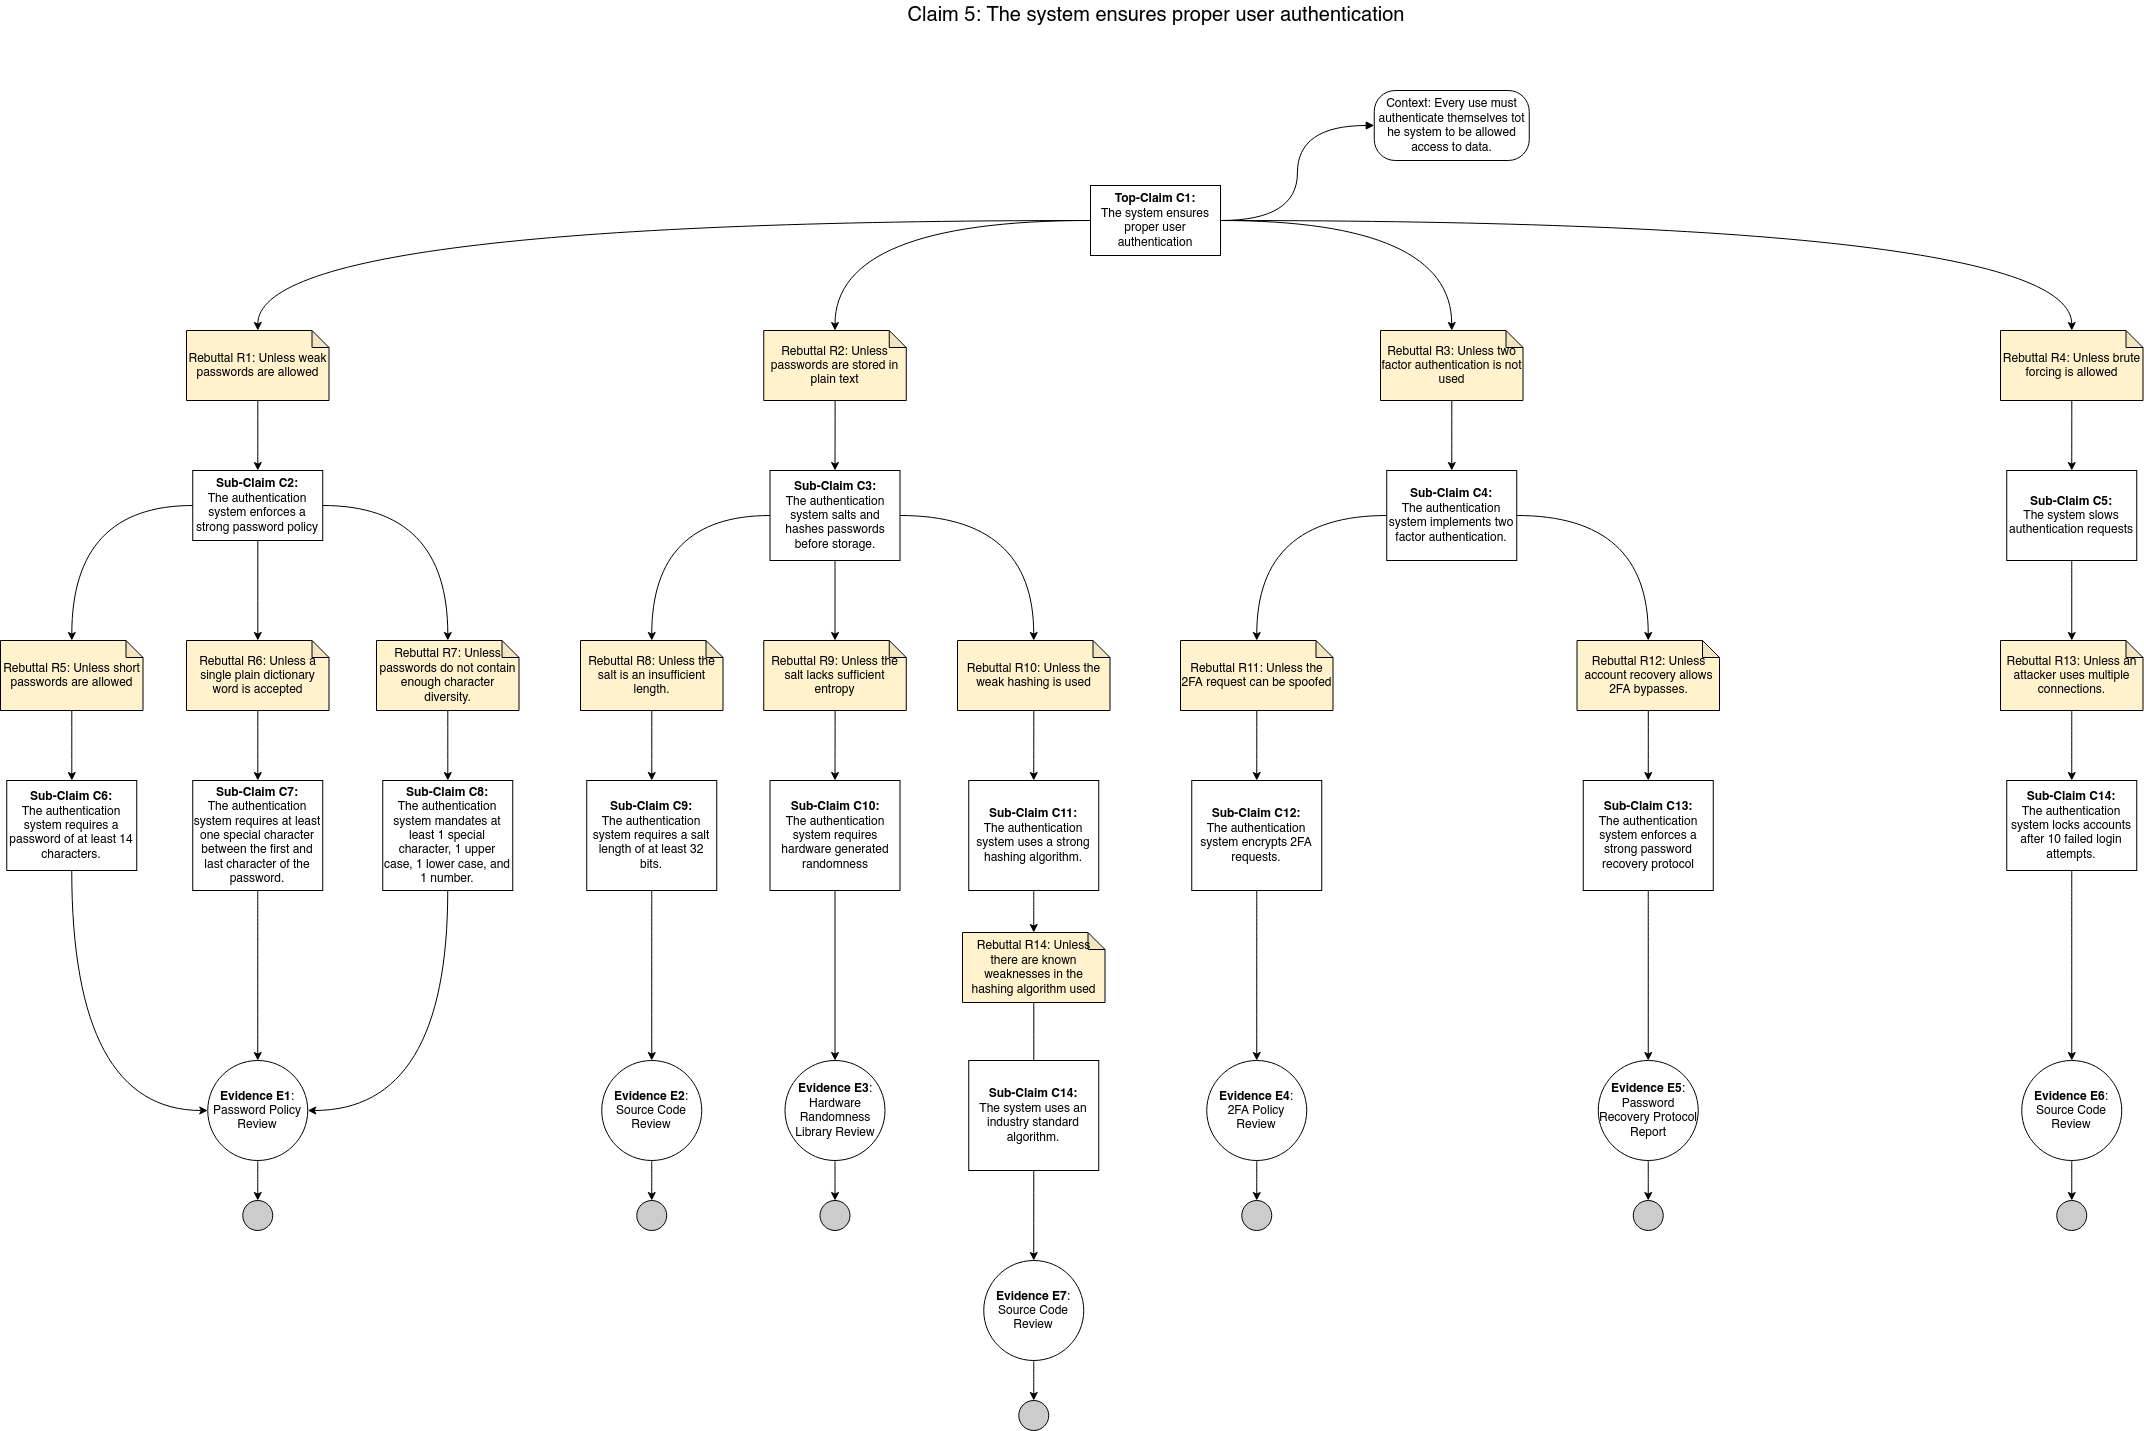 Claim 5: The system ensures proper user authentication
Context: Every use must
authenticate themselves tot
he system to be allowed
access to data.
Top-Claim C1:
The system ensures
proper user
authentication
Rebuttal R1: Unless weak
passwords are allowed
Rebuttal R2: Unless
passwords are stored in
plain text
Rebuttal R3: Unless two
factor authentication is not
used
Rebuttal R4: Unless brute
forcing is allowed
Sub-Claim C2:
The authentication
system enforces a
strong password policy
Sub-Claim C3:
The authentication
system salts and
hashes passwords
before storage.
Sub-Claim C4:
The authentication
system implements two
factor authentication.
Sub-Claim C5:
The system slows
authentication requests
Rebuttal R5: Unless short
passwords are allowed
Rebuttal R6: Unless a
single plain dictionary
word is accepted
Rebuttal R7: Unless
passwords do not contain
enough character
diversity.
Rebuttal R8: Unless the
salt is an insufficient
length.
Rebuttal R9: Unless the
salt lacks sufficient
entropy
Rebuttal R10: Unless the
weak hashing is used
Rebuttal R11: Unless the
2FA request can be spoofed
Rebuttal R12: Unless
account recovery allows
2FA bypasses.
Rebuttal R13: Unless an
attacker uses multiple
connections.
Sub-Claim C6:
The authentication
system requires a
password of at least 14
characters.
Sub-Claim C7:
The authentication
system requires at least
one special character
between the first and
last character of the
password.
Sub-Claim C8:
The authentication
system mandates at
least 1 special
character, 1 upper
case, 1 lower case, and
1 number.
Sub-Claim C9:
The authentication
system requires a salt
length of at least 32
bits.
Sub-Claim C10:
The authentication
system requires
hardware generated
randomness
Sub-Claim C11:
The authentication
system uses a strong
hashing algorithm.
Sub-Claim C12:
The authentication
system encrypts 2FA
requests.
Sub-Claim C13:
The authentication
system enforces a
strong password
recovery protocol
Sub-Claim C14:
The authentication
system locks accounts
after 10 failed login
attempts.
Rebuttal R14: Unless
there are known
weaknesses in the
hashing algorithm used
Evidence E1:
Password Policy
Review
Evidence E2:
Source Code
Review
Evidence E3:
Hardware
Randomness
Library Review
Sub-Claim C14:
The system uses an
industry standard
algorithm.
Evidence E4:
2FA Policy
Review
Evidence E5:
Password
Recovery Protocol
Report
Evidence E6:
Source Code
Review
Evidence E7:
Source Code
Review